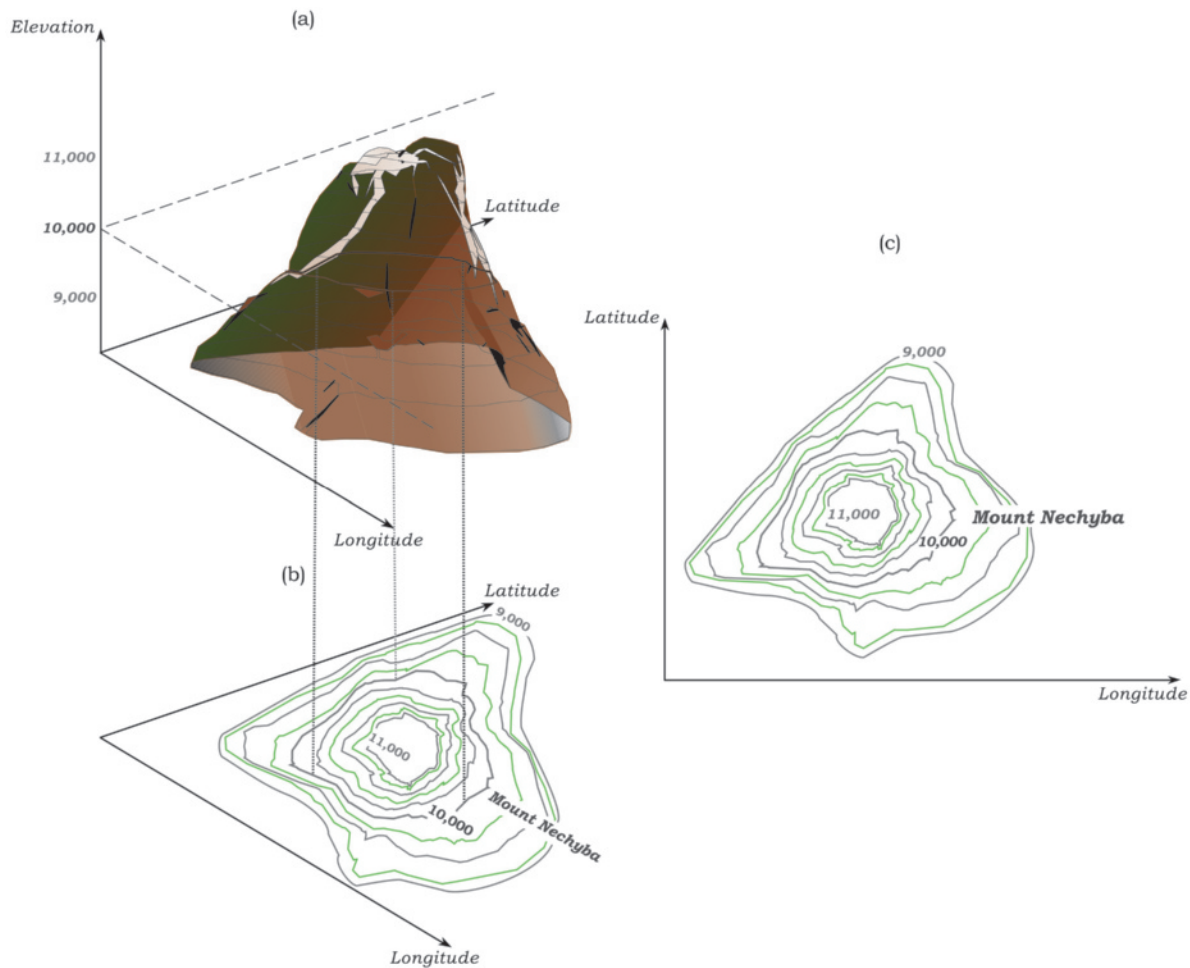 (a)
Elevation
11,000
10,000
9,000
Latitude
Longitude
(b)
Latitude
9,000
11,000
10,000
Mount Nechyba
Longitude
(c)
Latitude
9,000
11,000
10,000
Mount Nechyba
Longitude